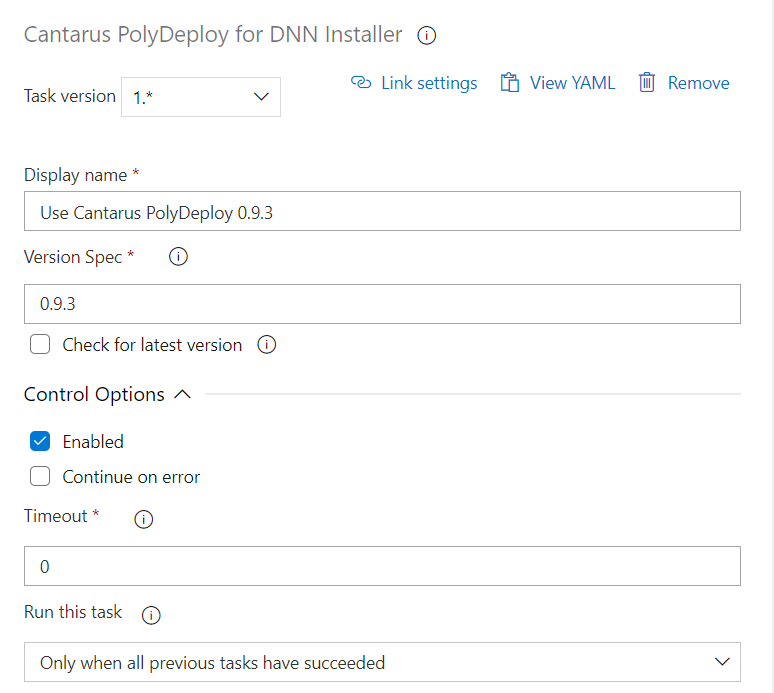 Cantarus PolyDeploy for DNN Installer
Task version 1.* Link settings View YAML Remove
Display name *
Use Cantarus PolyDeploy 0.9.3
Version Spec *
0.9.3
Check for latest version
Control Options
Enabled
Continue on error
Timeout *
0
Run this task
Only when all previous tasks have succeeded